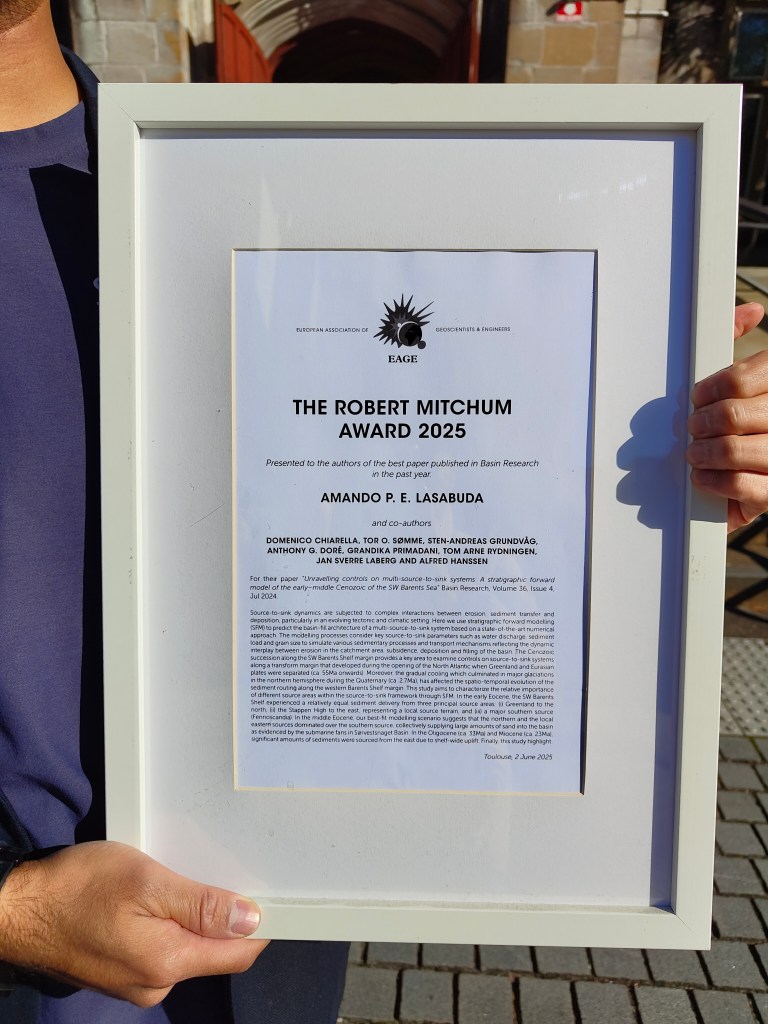 EUROPEAN ASSOCIATION OF GEOSCIENTISTS & ENGINEERS
EAGE
THE ROBERT MITCHUM
AWARD 2025
Presented to the authors of the best paper published in Basin Research
in the past year.
AMANDO P. E. LASABUDA
and co-authors
DOMENICO CHIARELLA, TOR O. SØMME, STEN-ANDREAS GRUNDVÅG,
ANTHONY G. DORÉ, GRANDIKA PRIMADANI, TOM ARNE RYDNINGEN,
JAN SVERRE LABERG AND ALFRED HANSSEN
For their paper "Unravelling controls on multi-source-to-sink systems: A stratigraphic forward
model of the early–middle Cenozoic of the SW Barents Sea" Basin Research, Volume 36, Issue 4,
Jul 2024.
Source-to-sink dynamics are subjected to complex interactions between erosion, sediment transfer and
deposition, particularly in an evolving tectonic and climatic setting. Here we use stratigraphic forward modelling
(SFM) to predict the basin-fill architecture of a multi-source-to-sink system based on a state-of-the-art numerical
approach. The modelling processes consider key source-to-sink parameters such as water discharge, sediment
load and grain size to simulate various sedimentary processes and transport mechanisms reflecting the dynamic
interplay between erosion in the catchment area, subsidence, deposition and filling of the basin. The Cenozoic
succession along the SW Barents Shelf margin provides a key area to examine controls on source-to-sink systems
along a transform margin that developed during the opening of the North Atlantic when Greenland and Eurasian
plates were separated (ca. 55Ma onwards). Moreover, the gradual cooling which culminated in major glaciations
in the northern hemisphere during the Quaternary (ca. 2.7Ma), has affected the spatio-temporal evolution of the
sediment routing along the western Barents Shelf margin. This study aims to characterize the relative importance
of different source areas within the source-to-sink framework through SFM. In the early Eocene, the SW Barents
Shelf experienced a relatively equal sediment delivery from three principal source areas: (i) Greenland to the
north, (ii) the Stappen High to the east, representing a local source terrain, and (iii) a major southern source
(Fennoscandia). In the middle Eocene, our best-fit modelling scenario suggests that the northern and the local
eastern sources dominated over the southern source, collectively supplying large amounts of sand into the basin
as evidenced by the submarine fans in Sørvestsnaget Basin. In the Oligocene (ca. 33Ma) and Miocene (ca. 23Ma),
significant amounts of sediments were sourced from the east due to shelf-wide uplift. Finally, this study highlight.
Toulouse, 2 June 2025